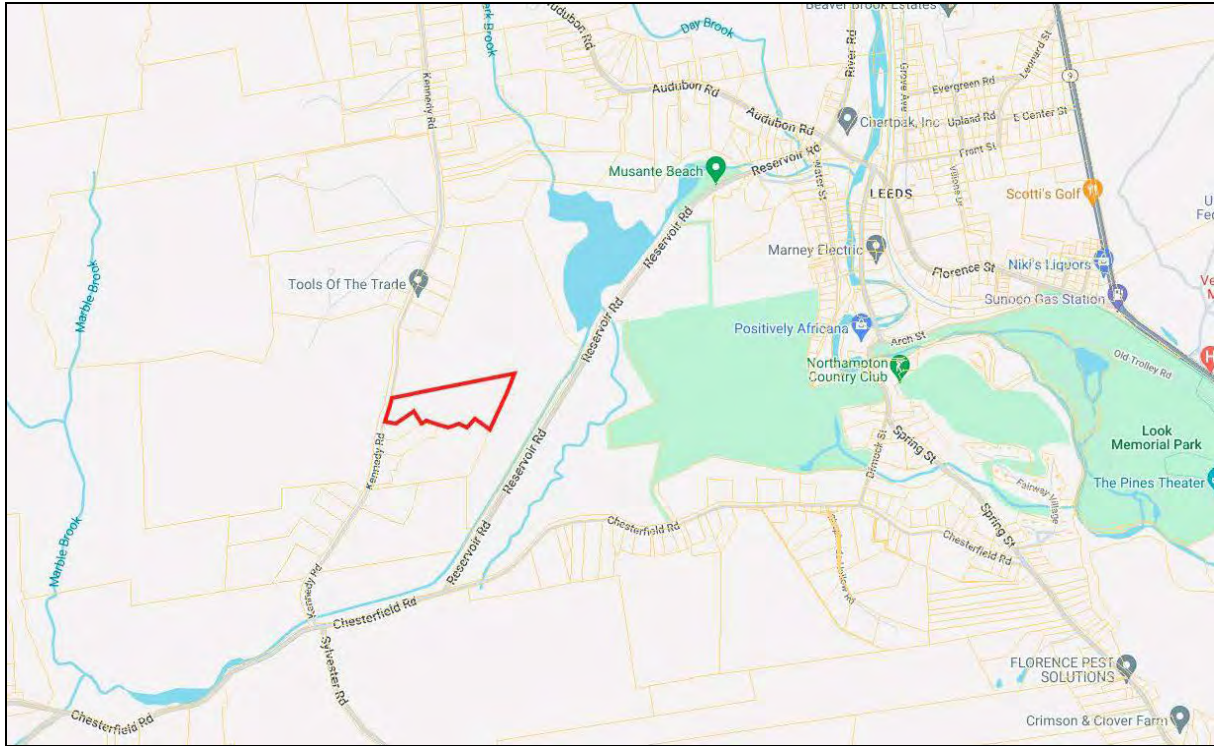 Beaver Brook Estates
Audubon Rd
Day Brook
River Rd
Grove Ave
Leonard St
Kennedy Rd
9
Evergreen Rd
Audubon Rd
Chartpak, Inc
Upland Rd
E Center St
Audubon Rd
Front St
Reservoir Rd
Musante Beach
Water St
LEEDS
Scotti's Golf
Reservoir Rd
Marney Electric
Florence St
Niki's Liquors
Tools Of The Trade
Sunoco Gas Station
Marble Brook
Positively Africana
Reservoir Rd
Arch St
Old Trolley Rd
H
Northampton
Country Club
Look
Memorial Park
Kennedy Rd
Dimock St
Spring St
Reservoir Rd
The Pines Theater
Fairway Village
Chesterfield Rd
Spring St
Marble Brook
Reservoir Rd
Chesterfield Rd
Kennedy Rd
Chesterfield Rd
Sylvester Rd
FLORENCE PEST
SOLUTIONS
Chesterfield Rd
Crimson & Clover Farm